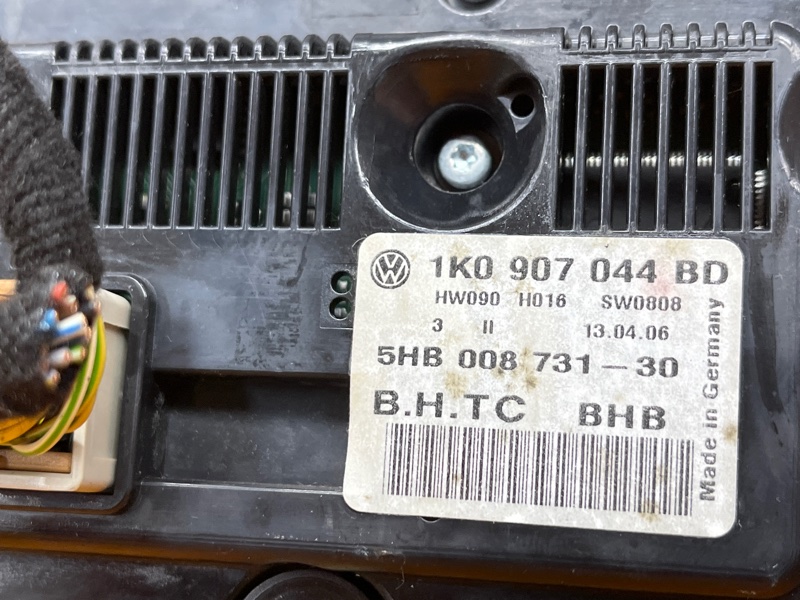 1K0 907 044 BD
HW090 H016 SW0808
3 II 13.04.06
5HB 008 731-30
B.H.TC BHB
Made in Germany